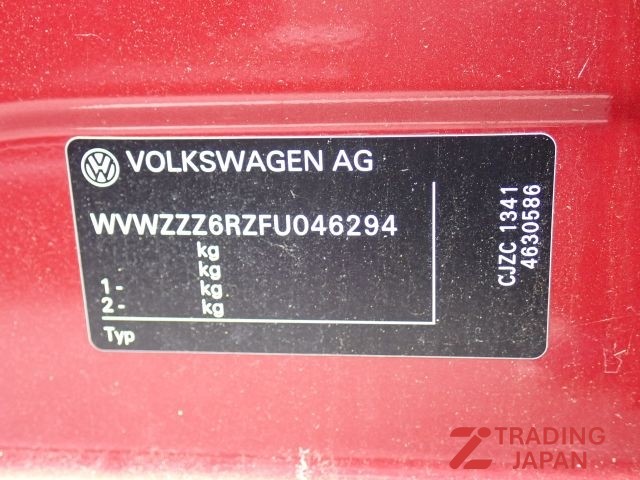 VOLKSWAGEN AG
WVWZZZ6RZFU046294
kg
kg
1- kg
2- kg
Typ
CJZC 1341
4630586
TRADING
JAPAN